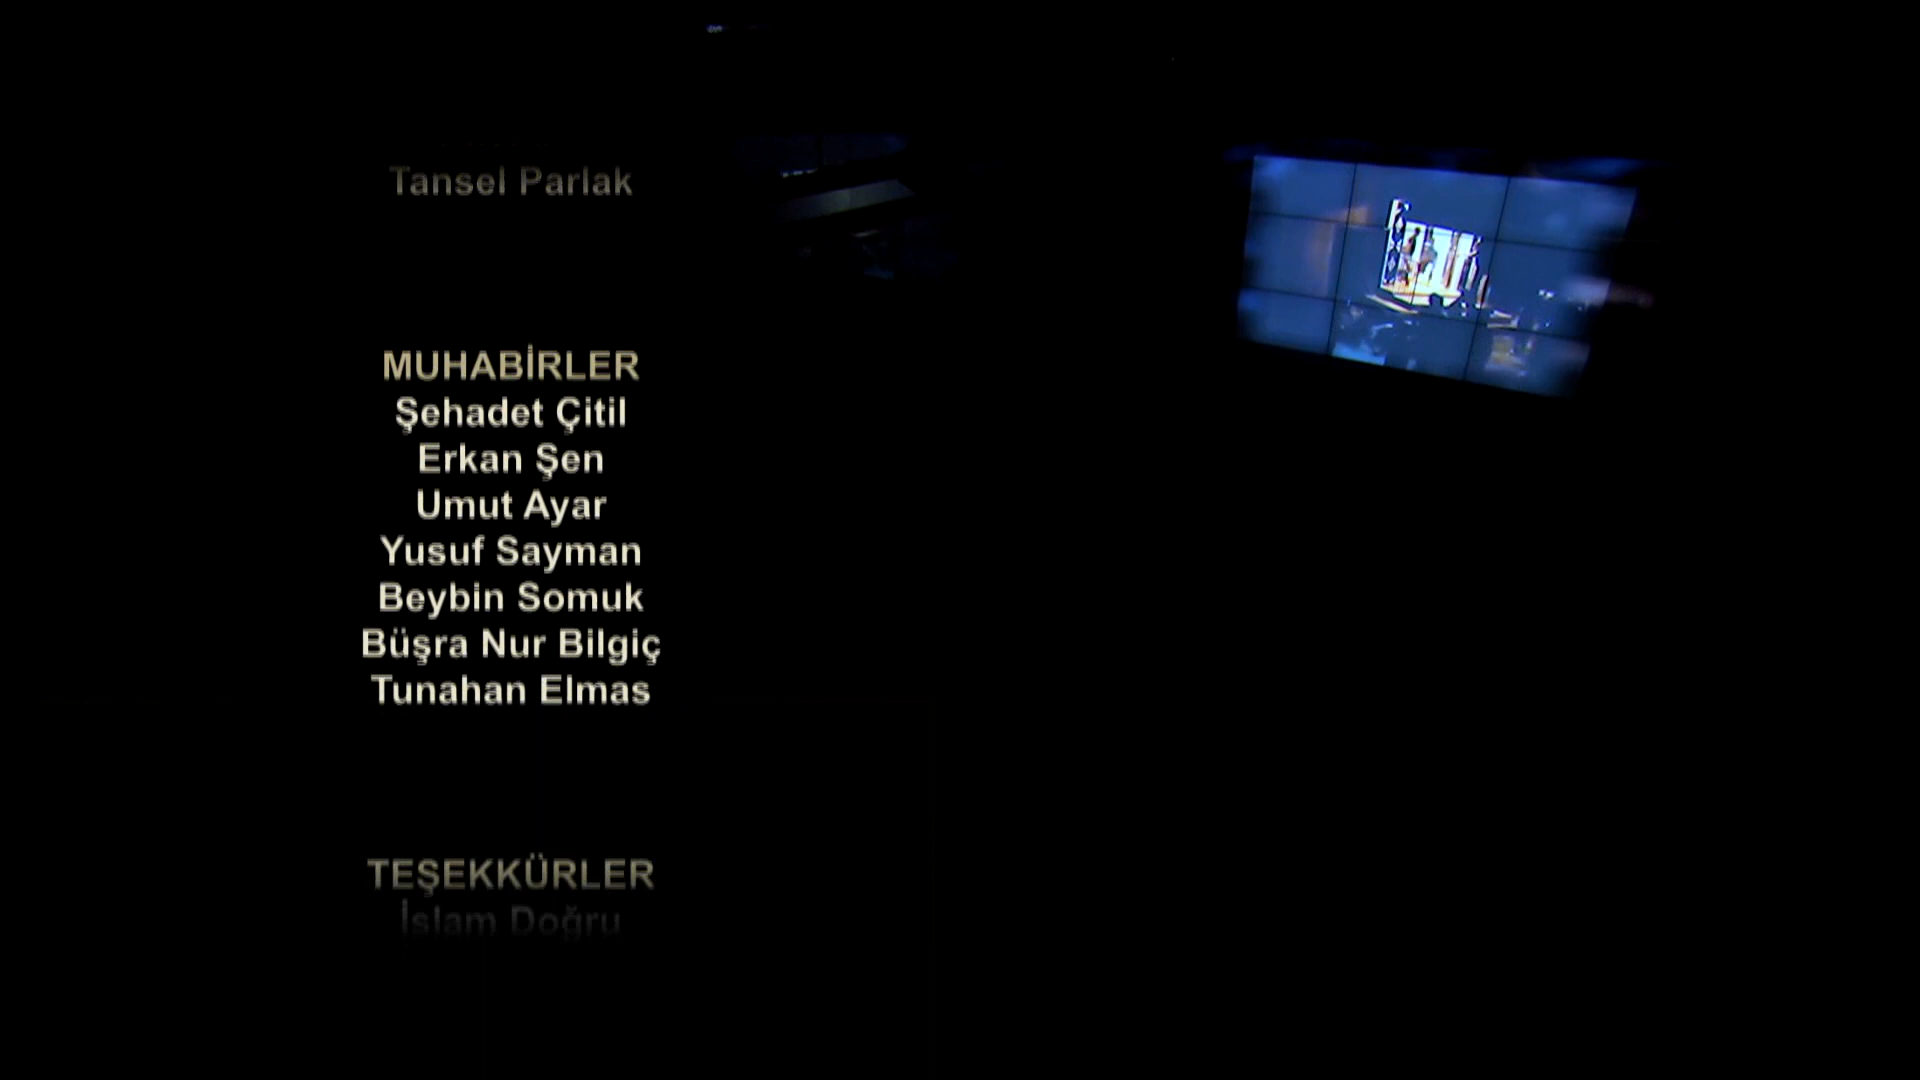 Tansel Parlak
MUHABİRLER
Şehadet Çitil
Erkan Şen
Umut Ayar
Yusuf Sayman
Beybin Somuk
Büşra Nur Bilgiç
Tunahan Elmas
TEŞEKKÜRLER
İslam Doğru